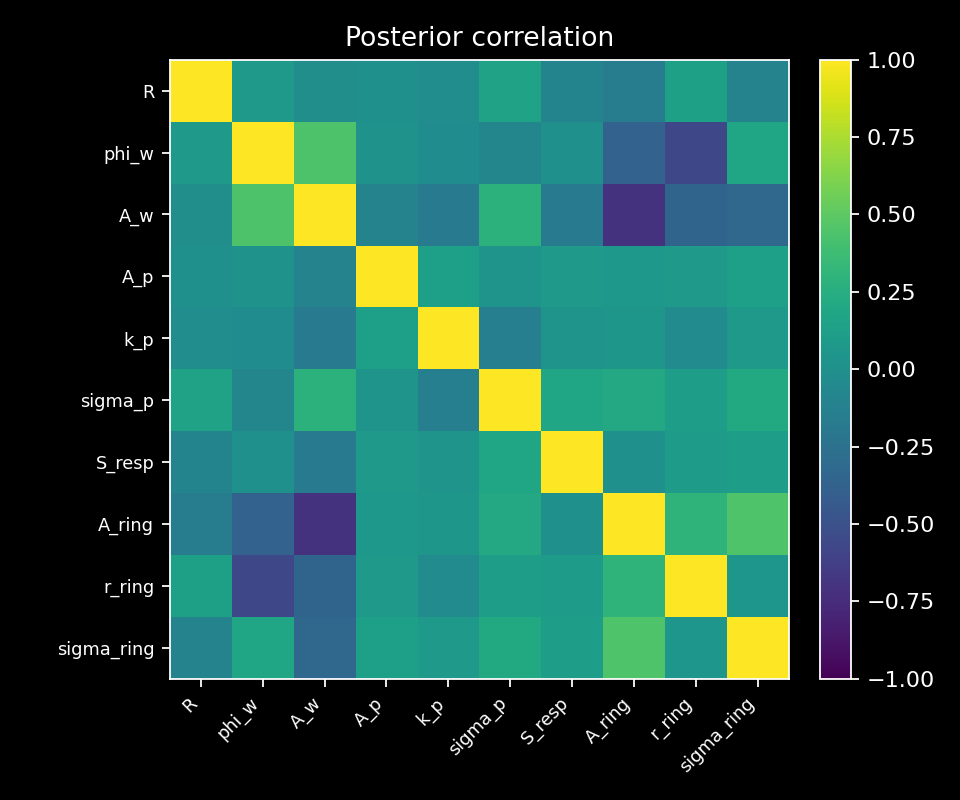 Posterior correlation
R
phi_w
A_w
A_p
k_p
sigma_p
S_resp
A_ring
r_ring
sigma_ring
R
phi_w
A_w
A_p
k_p
sigma_p
S_resp
A_ring
r_ring
sigma_ring
1.00
0.75
0.50
0.25
0.00
−0.25
−0.50
−0.75
−1.00